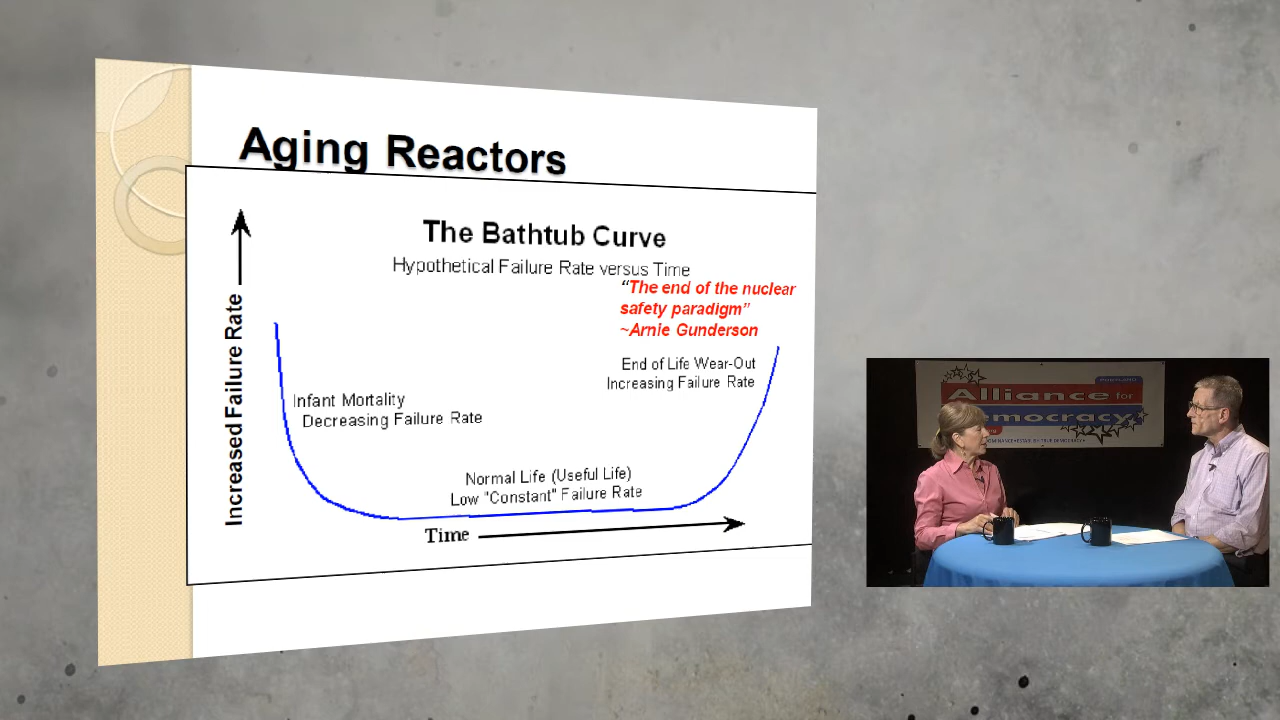 Aging Reactors
The Bathtub Curve
Hypothetical Failure Rate versus Time
“The end of the nuclear
safety paradigm”
~Arnie Gunderson
End of Life Wear-Out
Increasing Failure Rate
Increased Failure Rate
Infant Mortality
Decreasing Failure Rate
Normal Life (Useful Life)
Low "Constant" Failure Rate
Time
Alliance for
Democracy